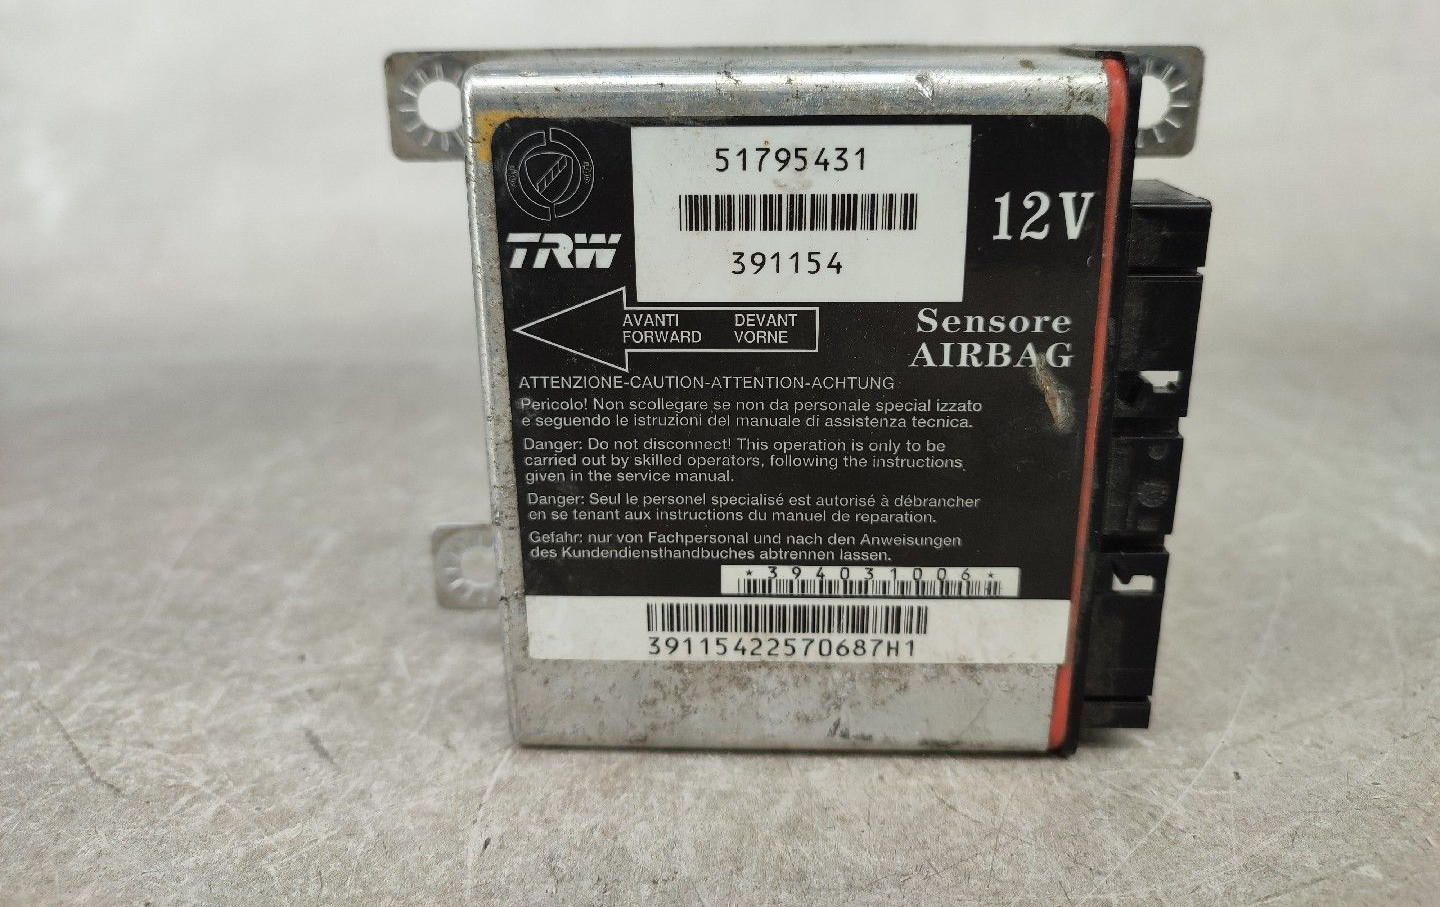 51795431
TRW
12V
391154
AVANTI DEVANT
FORWARD VORNE
Sensore
AIRBAG
ATTENZIONE-CAUTION-ATTENTION-ACHTUNG
Pericolo! Non scollegare se non da personale special izzato
e seguendo le istruzioni del manuale di assistenza tecnica.
Danger: Do not disconnect! This operation is only to be
carried out by skilled operators, following the instructions
given in the service manual.
Danger: Seul le personel specialisé est autorisé à débrancher
en se tenant aux instructions du manuel de reparation.
Gefahr: nur von Fachpersonal und nach den Anweisungen
des Kundendiensthandbuches abtrennen lassen.
*394031006*
39115422570687H1